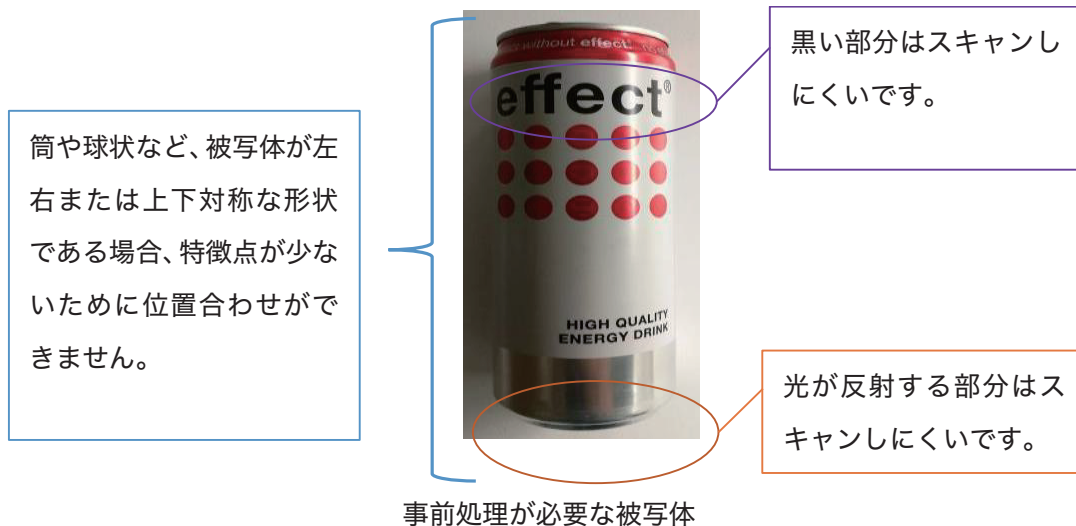 黒い部分はスキャンし
にくいです。
筒や球状など、被写体が左
右または上下対称な形状
である場合、特徴点が少な
いために位置合わせがで
きません。
without effect.
effect®
HIGH QUALITY
ENERGY DRINK
光が反射する部分はス
キャンしにくいです。
事前処理が必要な被写体